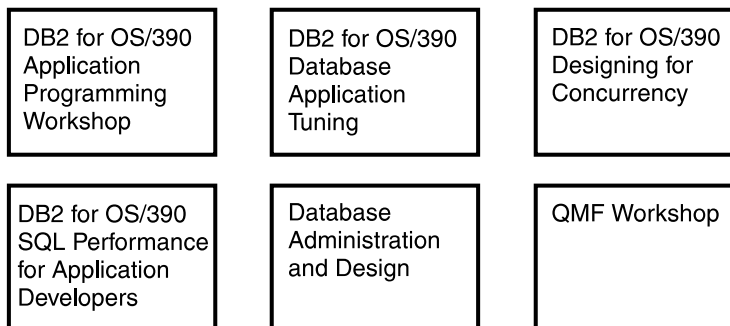 DB2 for OS/390
Application
Programming
Workshop
DB2 for OS/390
Database
Application
Tuning
DB2 for OS/390
Designing for
Concurrency
DB2 for OS/390
SQL Performance
for Application
Developers
Database
Administration
and Design
QMF Workshop